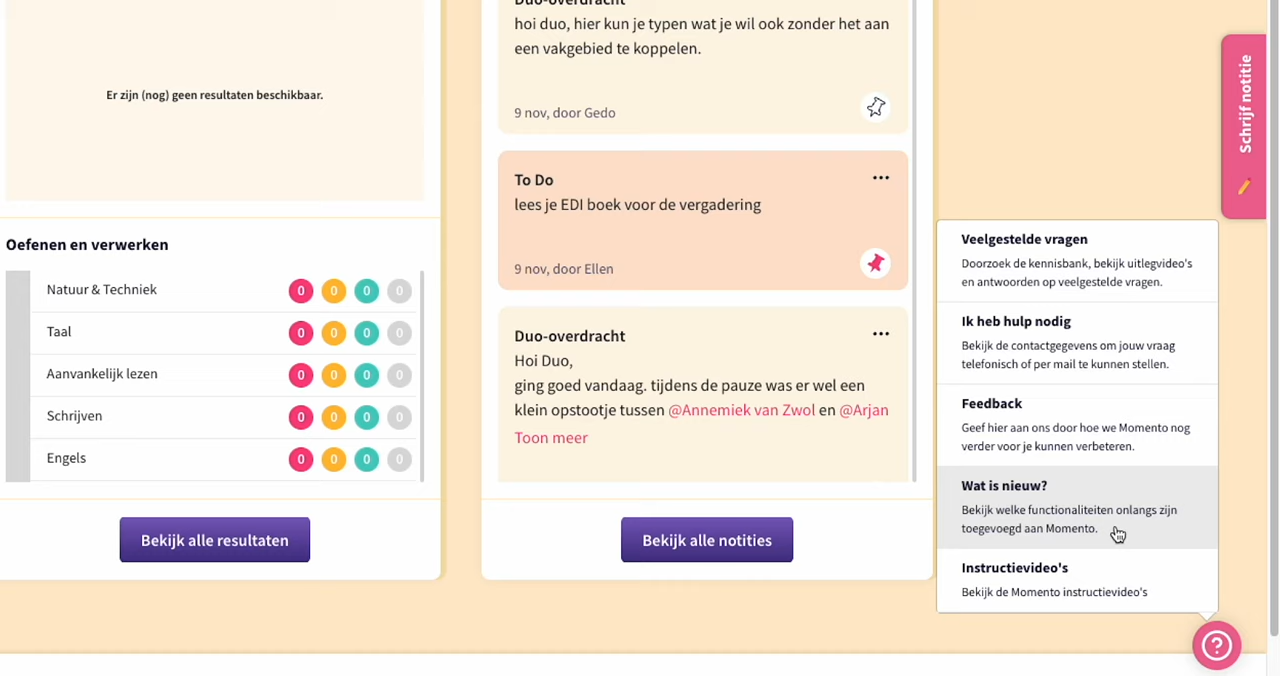 Er zijn (nog) geen resultaten beschikbaar.
Oefenen en verwerken
Natuur & Techniek 0 0 0 0
Taal 0 0 0 0
Aanvankelijk lezen 0 0 0 0
Schrijven 0 0 0 0
Engels 0 0 0 0
Bekijk alle resultaten
Duo-overdracht
hoi duo, hier kun je typen wat je wil ook zonder het aan
een vakgebied te koppelen.
9 nov, door Gedo
To Do
lees je EDI boek voor de vergadering
9 nov, door Ellen
Duo-overdracht
Hoi Duo,
ging goed vandaag. tijdens de pauze was er wel een
klein opstootje tussen @Annemiek van Zwol en @Arjan
Toon meer
Bekijk alle notities
Schrijf notitie
Veelgestelde vragen
Doorzoek de kennisbank, bekijk uitlegvideo's
en antwoorden op veelgestelde vragen.
Ik heb hulp nodig
Bekijk de contactgegevens om jouw vraag
telefonisch of per mail te kunnen stellen.
Feedback
Geef hier aan ons door hoe we Momento nog
verder voor je kunnen verbeteren.
Wat is nieuw?
Bekijk welke functionaliteiten onlangs zijn
toegevoegd aan Momento.
Instructievideo's
Bekijk de Momento instructievideo's
?